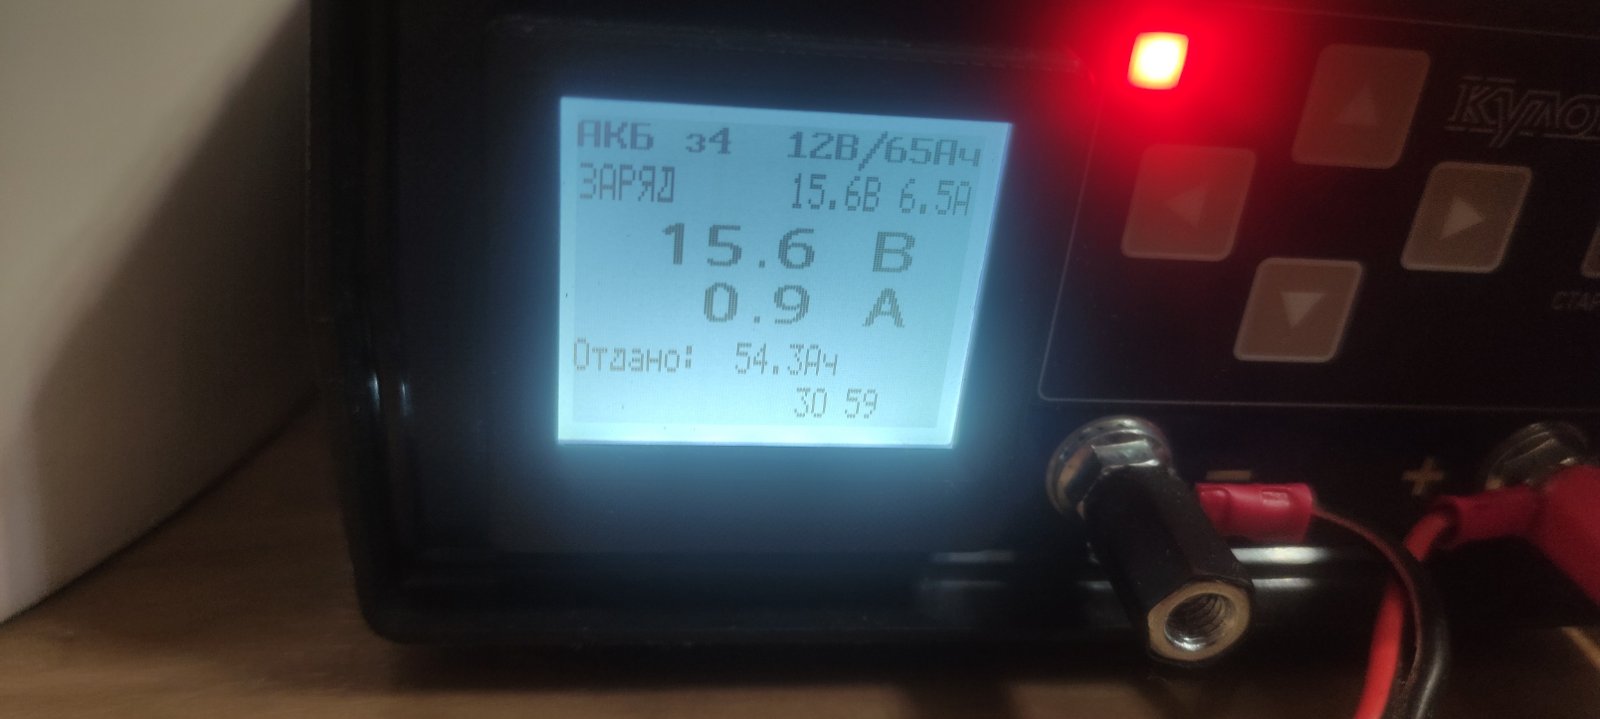 АКБ з4 12В/65Ач
ЗАРЯД 15.6В 6.5А
15.6 В
0.9 А
Отдано: 54.3Ач
30 59
- +